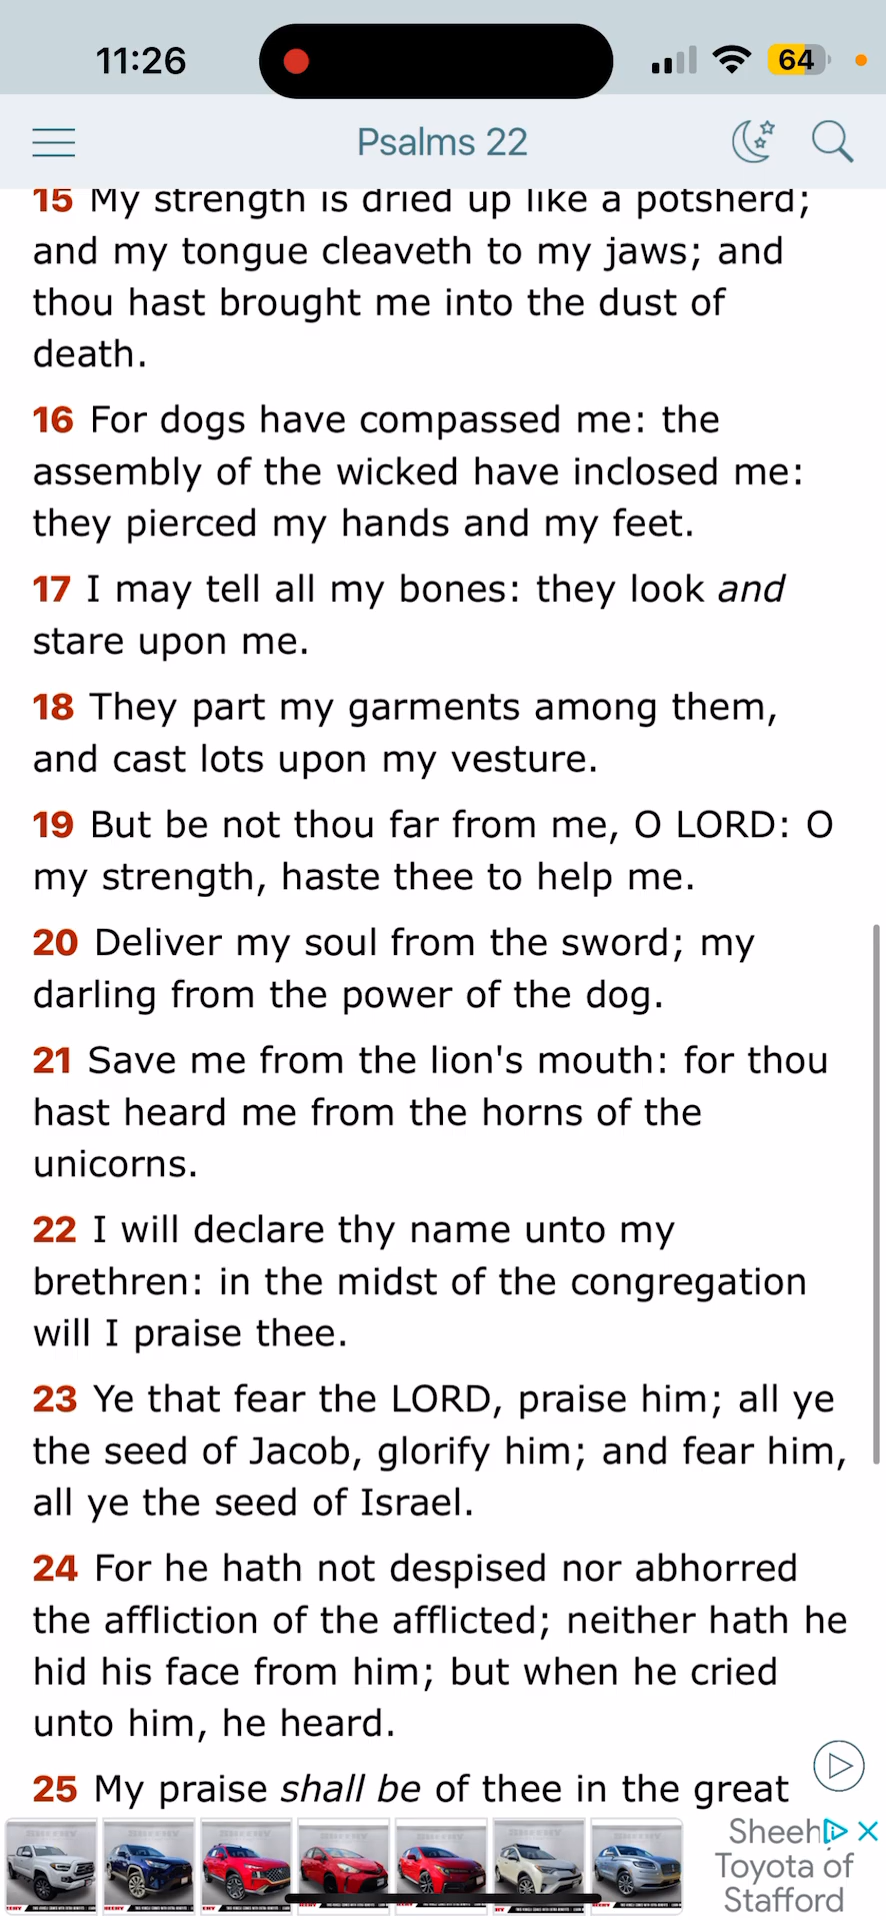 11:26
64
Psalms 22
15 My strength is dried up like a potsherd;
and my tongue cleaveth to my jaws; and
thou hast brought me into the dust of
death.
16 For dogs have compassed me: the
assembly of the wicked have inclosed me:
they pierced my hands and my feet.
17 I may tell all my bones: they look and
stare upon me.
18 They part my garments among them,
and cast lots upon my vesture.
19 But be not thou far from me, O LORD: O
my strength, haste thee to help me.
20 Deliver my soul from the sword; my
darling from the power of the dog.
21 Save me from the lion's mouth: for thou
hast heard me from the horns of the
unicorns.
22 I will declare thy name unto my
brethren: in the midst of the congregation
will I praise thee.
23 Ye that fear the LORD, praise him; all ye
the seed of Jacob, glorify him; and fear him,
all ye the seed of Israel.
24 For he hath not despised nor abhorred
the affliction of the afflicted; neither hath he
hid his face from him; but when he cried
unto him, he heard.
25 My praise shall be of thee in the great
Sheeh
Toyota of
Stafford